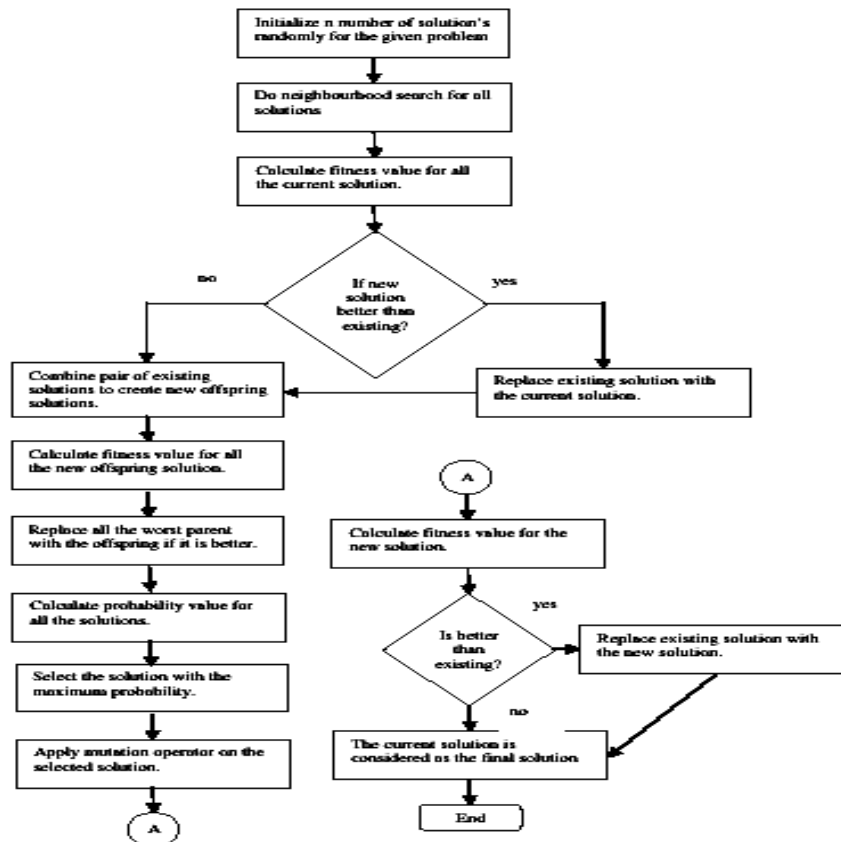 Initialize n number of solution's
randomly for the given problem
Do neighbourhood search for all
solutions
Calculate fitness value for all
the current solution.
no
If new
solution
better than
existing?
yes
Combine pair of existing
solutions to create new offspring
solutions.
Replace existing solution with
the current solution.
Calculate fitness value for all
the new offspring solution.
Replace all the worst parent
with the offspring if it is better.
Calculate probability value for
all the solutions.
Select the solution with the
maximum probability.
Apply mutation operator on the
selected solution.
A
A
Calculate fitness value for the
new solution.
Is better
than
existing?
yes
Replace existing solution with
the new solution.
no
The current solution is
considered as the final solution
End